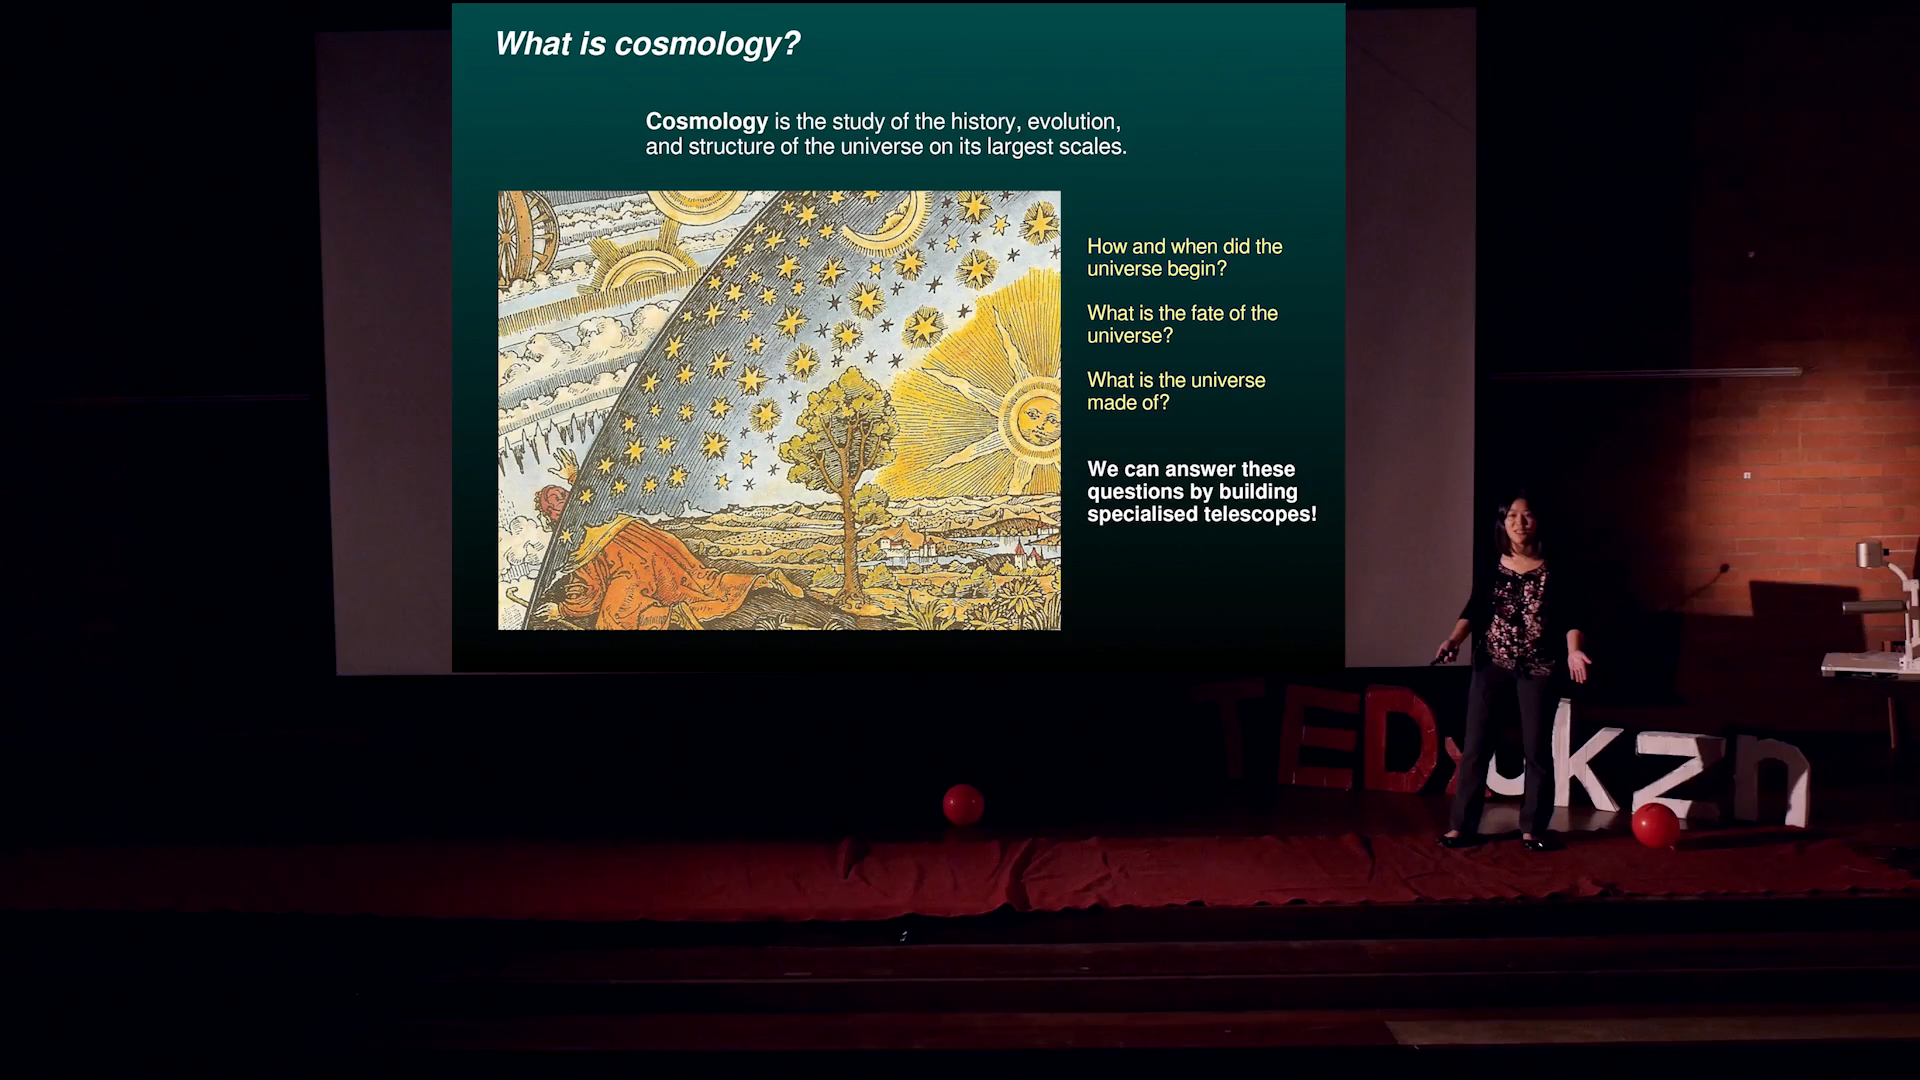 What is cosmology?
Cosmology is the study of the history, evolution,
and structure of the universe on its largest scales.
How and when did the
universe begin?
What is the fate of the
universe?
What is the universe
made of?
We can answer these
questions by building
specialised telescopes!
TEDxukzn